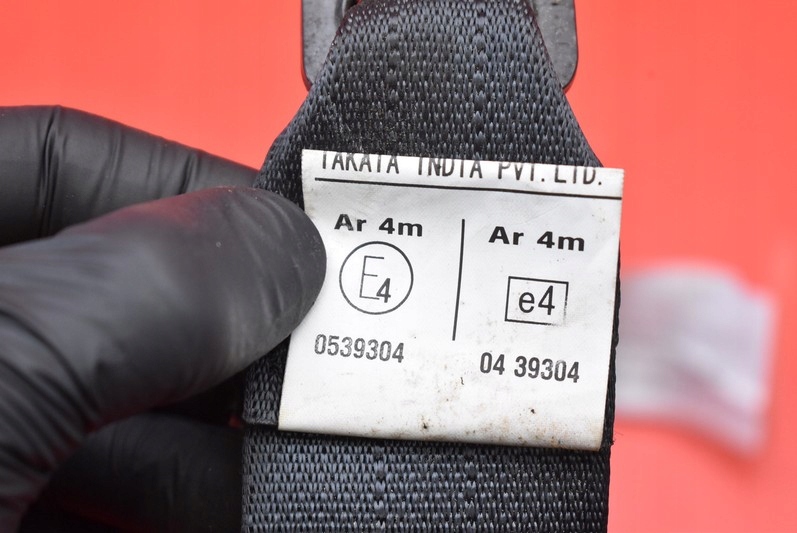 TAKATA INDIA PVT. LTD.
Ar 4m
E4
0539304
Ar 4m
e4
04 39304